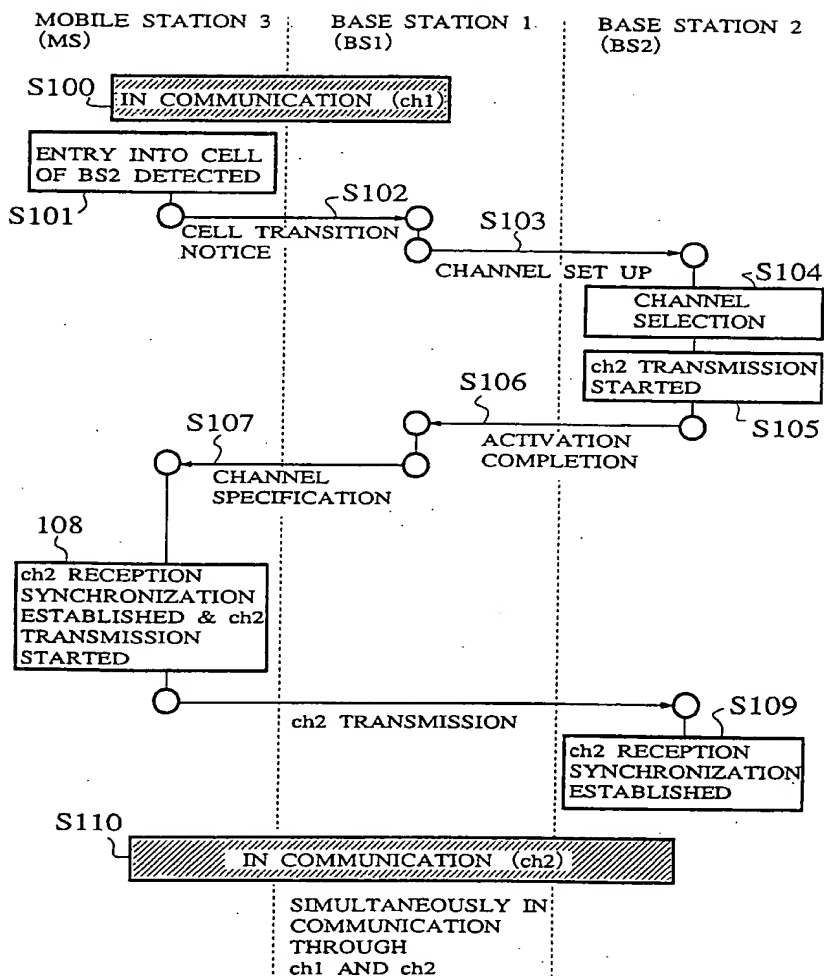 MOBILE STATION 3
(MS)
BASE STATION 1
(BS1)
BASE STATION 2
(BS2)
S100
IN COMMUNICATION (ch1)
ENTRY INTO CELL
OF BS2 DETECTED
S101
S102
CELL TRANSITION
NOTICE
S103
CHANNEL SET UP
S104
CHANNEL
SELECTION
ch2 TRANSMISSION
STARTED
S105
S106
ACTIVATION
COMPLETION
S107
CHANNEL
SPECIFICATION
108
ch2 RECEPTION
SYNCHRONIZATION
ESTABLISHED & ch2
TRANSMISSION
STARTED
ch2 TRANSMISSION
S109
ch2 RECEPTION
SYNCHRONIZATION
ESTABLISHED
S110
IN COMMUNICATION (ch2)
SIMULTANEOUSLY IN
COMMUNICATION
THROUGH
ch1 AND ch2